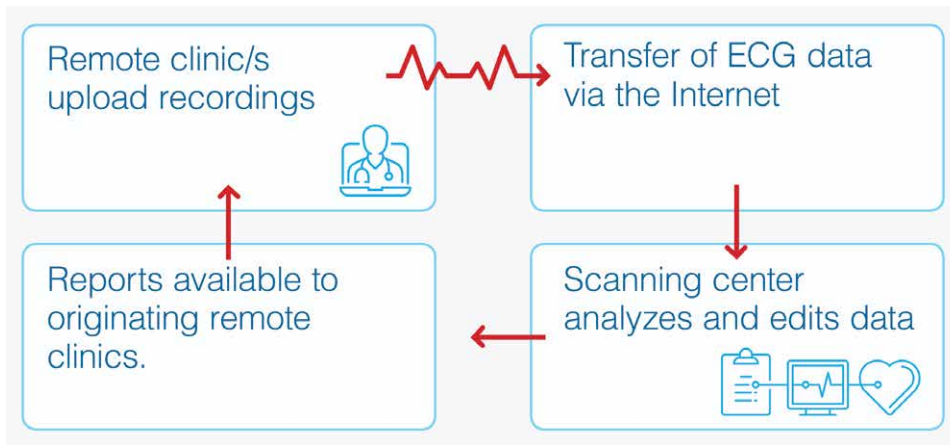 Remote clinic/s
upload recordings
Transfer of ECG data
via the Internet
Scanning center
analyzes and edits data
Reports available to
originating remote
clinics.